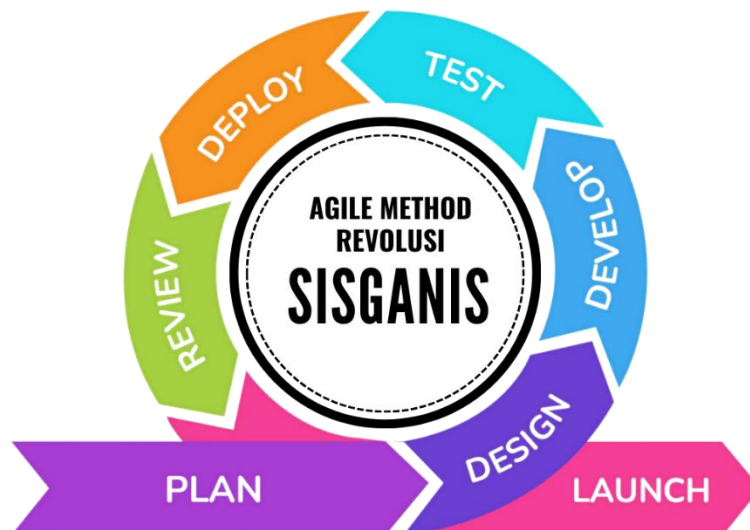 AGILE METHOD
REVOLUSI
SISGANIS
PLAN
DESIGN
DEVELOP
TEST
DEPLOY
REVIEW
LAUNCH